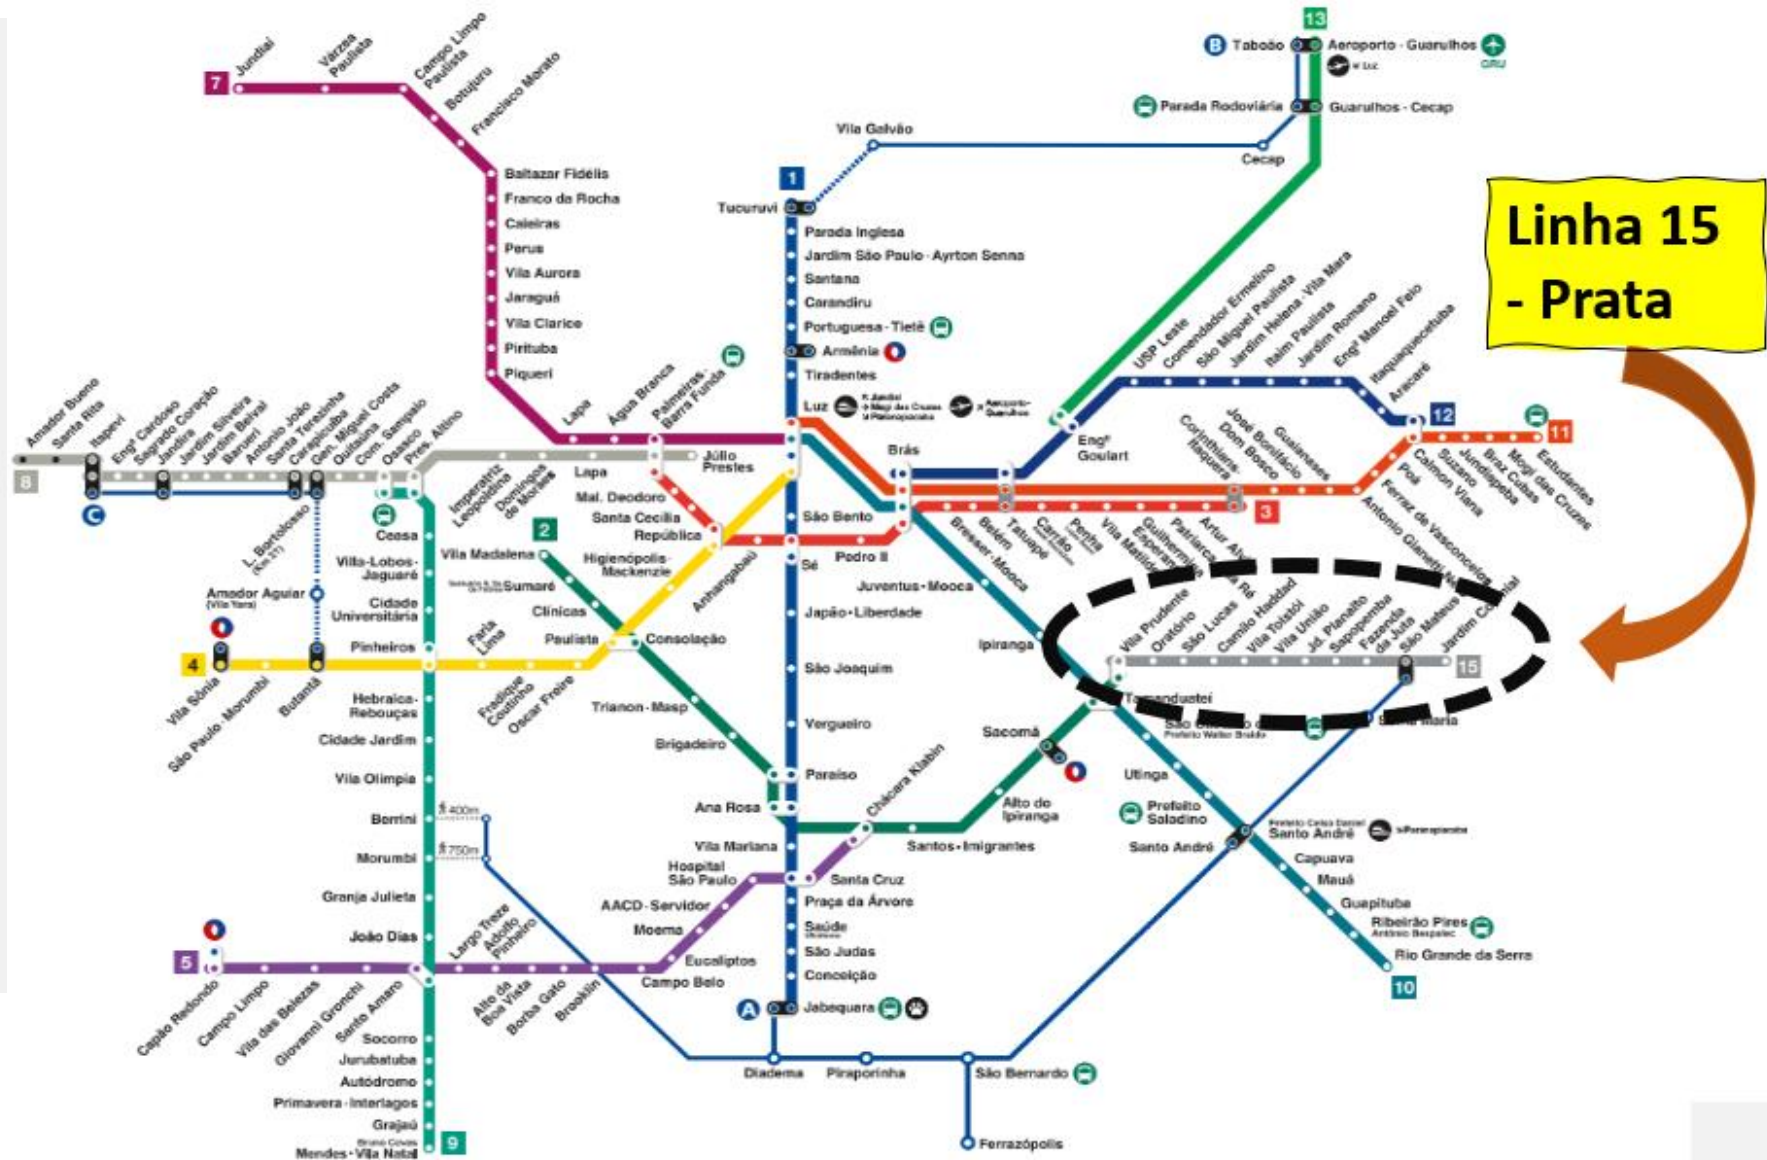 13
B
Taboão
Aeroporto - Guarulhos
GRU
Parada Rodoviária
Guarulhos - Cecap
7
Jundiaí
Várzea
Paulista
Campo Limpo
Paulista
Botujuru
Francisco Morato
Vila Galvão
Cecap
Baltazar Fidélis
Franco da Rocha
Caieiras
Perus
Vila Aurora
Jaraguá
Vila Clarice
Pirituba
Piqueri
Lapa
Água Branca
Palmeiras-
Barra Funda
1
Tucuruvi
Parada Inglesa
Jardim São Paulo - Ayrton Senna
Santana
Carandiru
Portuguesa - Tietê
Armênia
Tiradentes
Luz
Linha 15
- Prata
USP Leste
Comendador Ermelino
São Miguel Paulista
Jardim Helena - Vila Mara
Itaim Paulista
Jardim Romano
Engº Manoel Feio
Itaquaquecetuba
Aracaré
12
11
Engº
Goulart
Brás
Corinthians-
Itaquera
Dom Bosco
José Bonifácio
Guaianases
Antonio Gianetti
Ferraz de Vasconcelos
Poá
Calmon Viana
Suzano
Jundiapeba
Braz Cubas
Mogi das Cruzes
Estudantes
3
Bresser - Mooca
Belém
Tatuapé
Carrão
Penha
Vila Matilde
Guilhermina
Patriarca
Artur
8
Amador Bueno
Santa Rita
Itapevi
Engº Cardoso
Sagrado Coração
Jandira
Jardim Silveira
Jardim Belval
Barueri
Antonio João
Santa Terezinha
Carapicuíba
Gen. Miguel Costa
Quitaúna
Com. Sampaio
Osasco
Pres. Altino
Imperatriz
Leopoldina
Domingos
de Moraes
Lapa
Júlio
Prestes
C
L. Bortolosso
(Km 21)
Amador Aguiar
(Vila Yara)
Ceasa
Villa-Lobos-
Jaguaré
Cidade
Universitária
Pinheiros
Hebraica-
Rebouças
Cidade Jardim
Vila Olímpia
Berrini
400m
Morumbi
750m
Granja Julieta
João Dias
Socorro
Jurubatuba
Autódromo
Primavera - Interlagos
Grajaú
Bruno Covas
Mendes - Vila Natal
9
Mal. Deodoro
Santa Cecília
República
Anhangabaú
São Bento
Sé
Pedro II
4
Vila Sônia
São Paulo - Morumbi
Butantã
Faria
Lima
Fradique
Coutinho
Oscar Freire
Paulista
Higienópolis-
Mackenzie
2
Vila Madalena
Sumaré
Clínicas
Consolação
Trianon - Masp
Brigadeiro
Paraíso
Ana Rosa
Chácara Klabin
Santos - Imigrantes
Alto do
Ipiranga
Sacomã
Tamanduateí
Japão - Liberdade
São Joaquim
Vergueiro
Vila Mariana
Santa Cruz
Praça da Árvore
Saúde
São Judas
Conceição
Jabaquara
A
5
Capão Redondo
Campo Limpo
Vila das Belezas
Giovanni Gronchi
Santo Amaro
Largo Treze
Adolfo
Pinheiro
Alto da
Boa Vista
Borba Gato
Brooklin
Campo Belo
Eucaliptos
Moema
AACD - Servidor
Hospital
São Paulo
Diadema
Piraporinha
São Bernardo
Ferrazópolis
Juventus - Mooca
Ipiranga
Vila Prudente
Oratório
São Lucas
Camilo Haddad
Vila Tolstói
Vila União
Jd. Planalto
Sapopemba
Fazenda
da Juta
São Mateus
Jardim Colonial
15
Utinga
Prefeito
Saladino
Prefeito Celso Daniel
Santo André
Santo André
Capuava
Mauá
Guapituba
Ribeirão Pires
Rio Grande da Serra
10